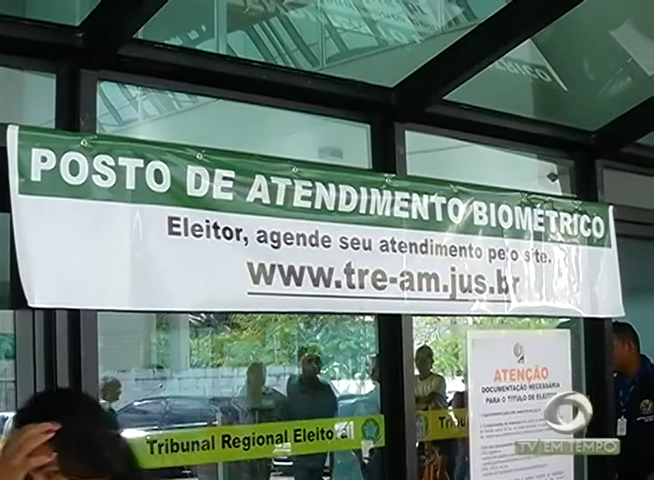 POSTO DE ATENDIMENTO BIOMÉTRICO
Eleitor, agende seu atendimento pelo site.
www.tre-am.jus.br
Tribunal Regional Eleitoral
ATENÇÃO
DOCUMENTAÇÃO NECESSÁRIA
PARA O TÍTULO DE ELEITOR
TV EM TEMPO